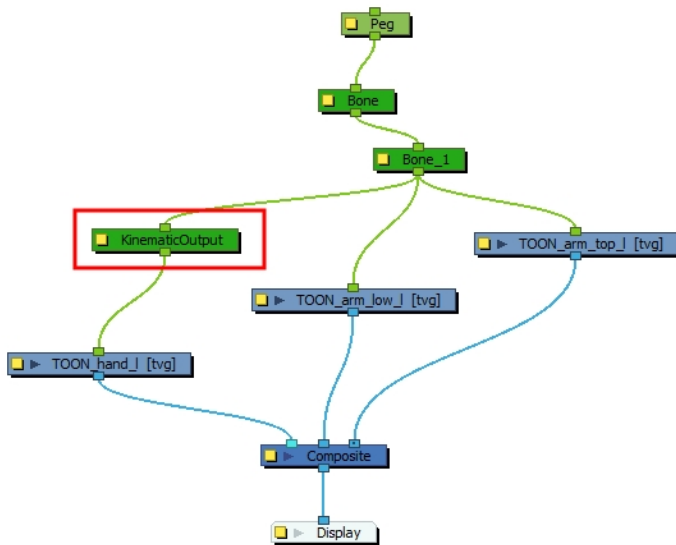 Peg
Bone
Bone_1
KinematicOutput
TOON_arm_top_l [tvg]
TOON_arm_low_l [tvg]
TOON_hand_l [tvg]
Composite
Display